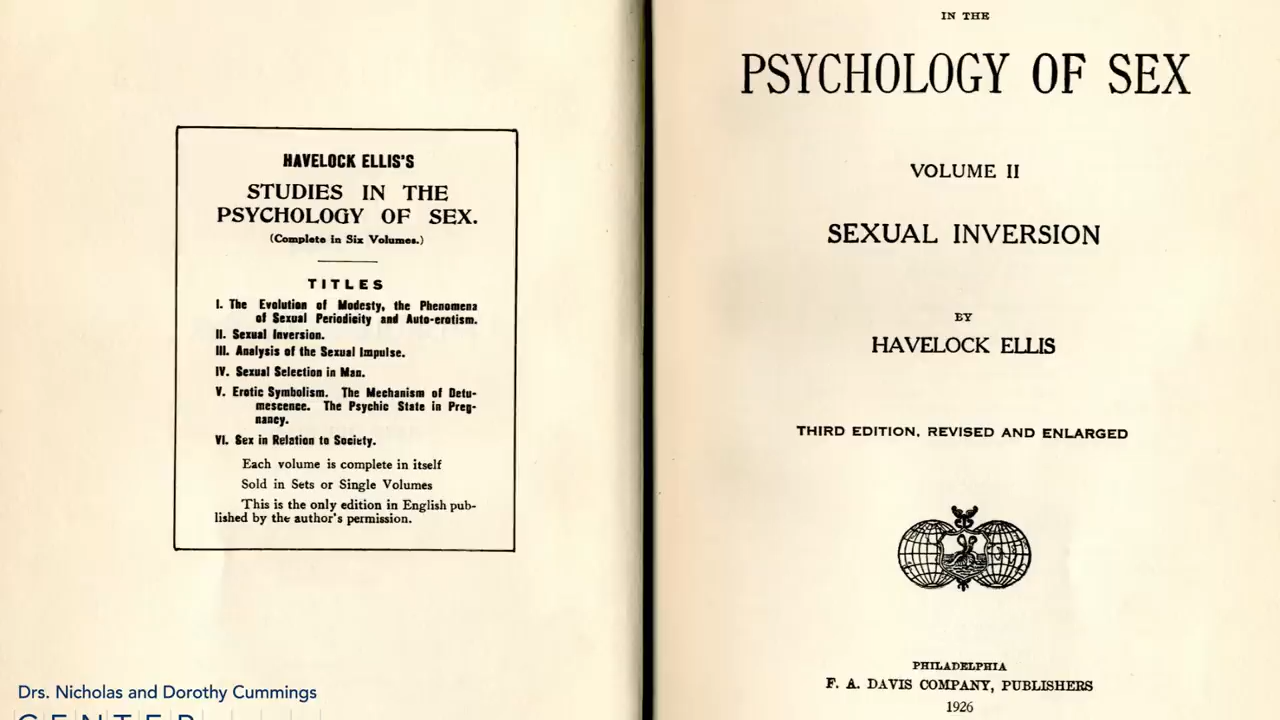 HAVELOCK ELLIS'S
STUDIES IN THE
PSYCHOLOGY OF SEX.
(Complete in Six Volumes.)
TITLES
I. The Evolution of Modesty, the Phenomena
of Sexual Periodicity and Auto-erotism.
II. Sexual Inversion.
III. Analysis of the Sexual Impulse.
IV. Sexual Selection in Man.
V. Erotic Symbolism. The Mechanism of Detu-
mescence. The Psychic State in Preg-
nancy.
VI. Sex in Relation to Society.
Each volume is complete in itself
Sold in Sets or Single Volumes
This is the only edition in English pub-
lished by the author's permission.
Drs. Nicholas and Dorothy Cummings
CENTER
IN THE
PSYCHOLOGY OF SEX
VOLUME II
SEXUAL INVERSION
BY
HAVELOCK ELLIS
THIRD EDITION, REVISED AND ENLARGED
PHILADELPHIA
F. A. DAVIS COMPANY, PUBLISHERS
1926